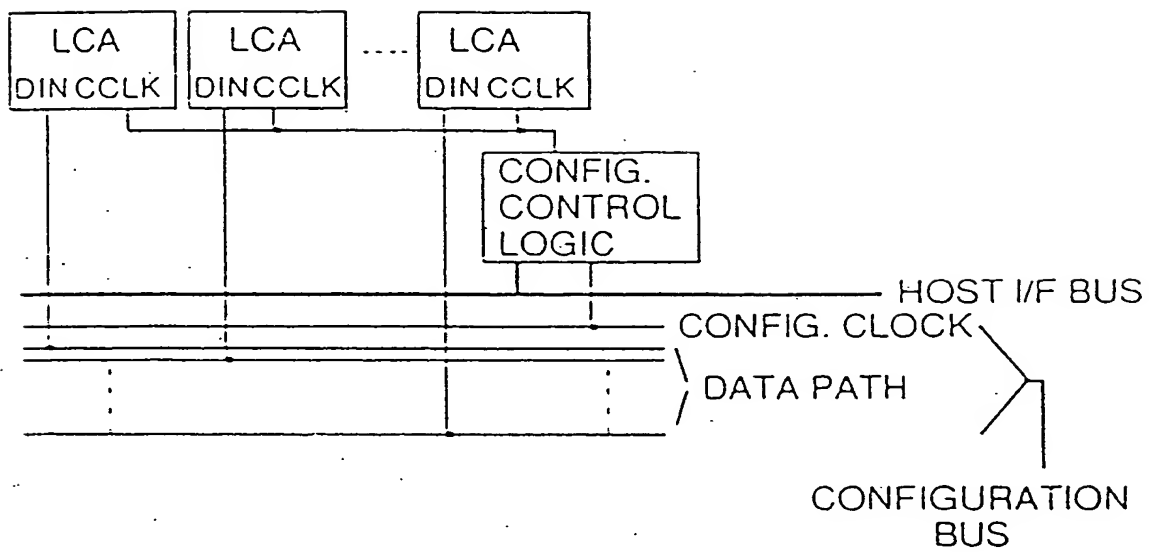 LCA LCA LCA
DIN CCLK DIN CCLK DIN CCLK
CONFIG.
CONTROL
LOGIC
HOST I/F BUS
CONFIG. CLOCK
DATA PATH
CONFIGURATION
BUS